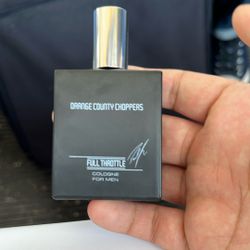 ORANGE COUNTY CHOPPERS
FULL THROTTLE
COLOGNE
FOR MEN